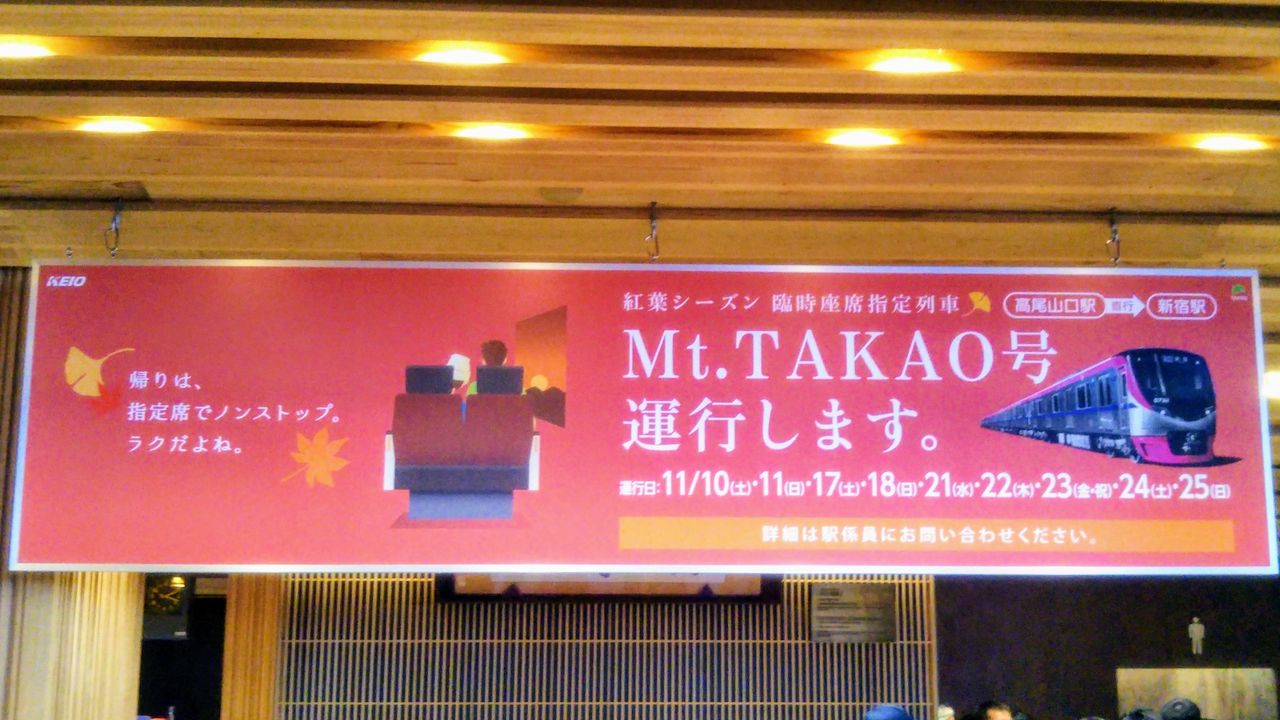 KEIO
帰りは、
指定席でノンストップ。
ラクだよね。
紅葉シーズン 臨時座席指定列車
高尾山口駅 直行 新宿駅
Mt.TAKAO号
運行します。
運行日:11/10(土)・11(日)・17(土)・18(日)・21(水)・22(木)・23(金・祝)・24(土)・25(日)
詳細は駅係員にお問い合わせください。